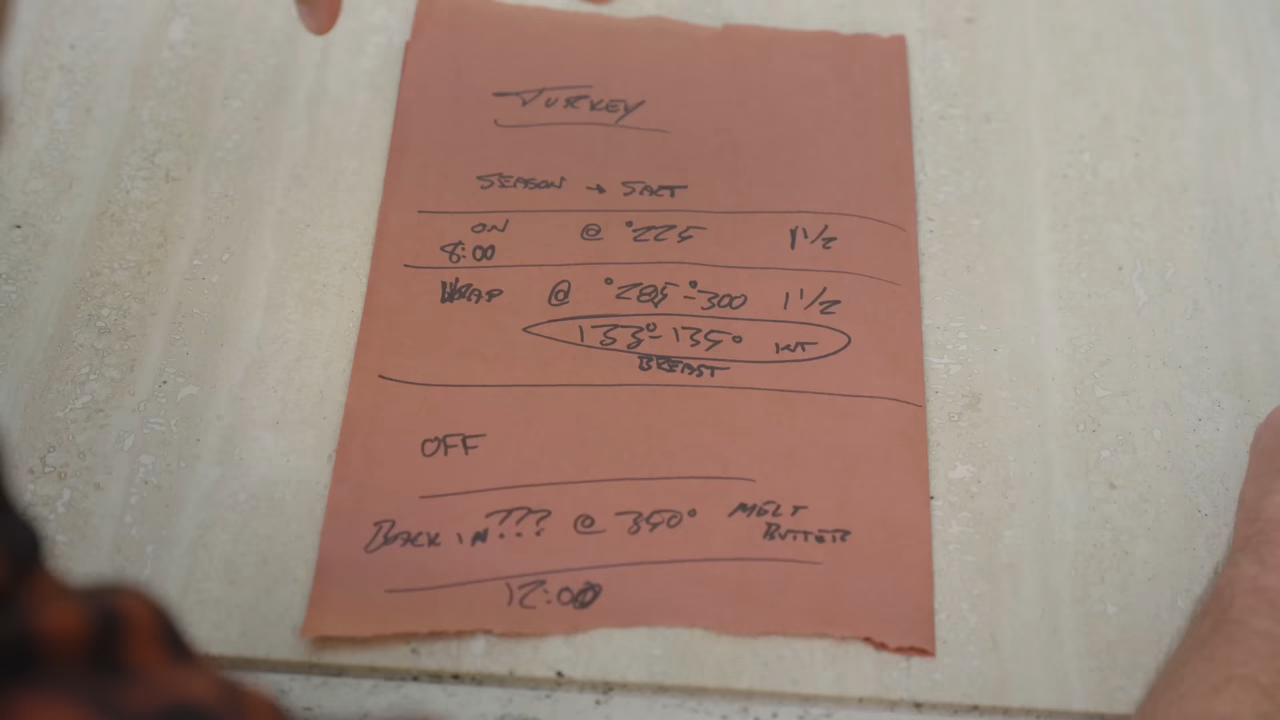 TURKEY
SEASON → SALT
ON @ °225 1 1/2
8:00
WRAP @ °285°-300 1 1/2
133°-135° INT
BREAST
OFF
BACK IN??? @ 350° MELT
BUTTER
12:00